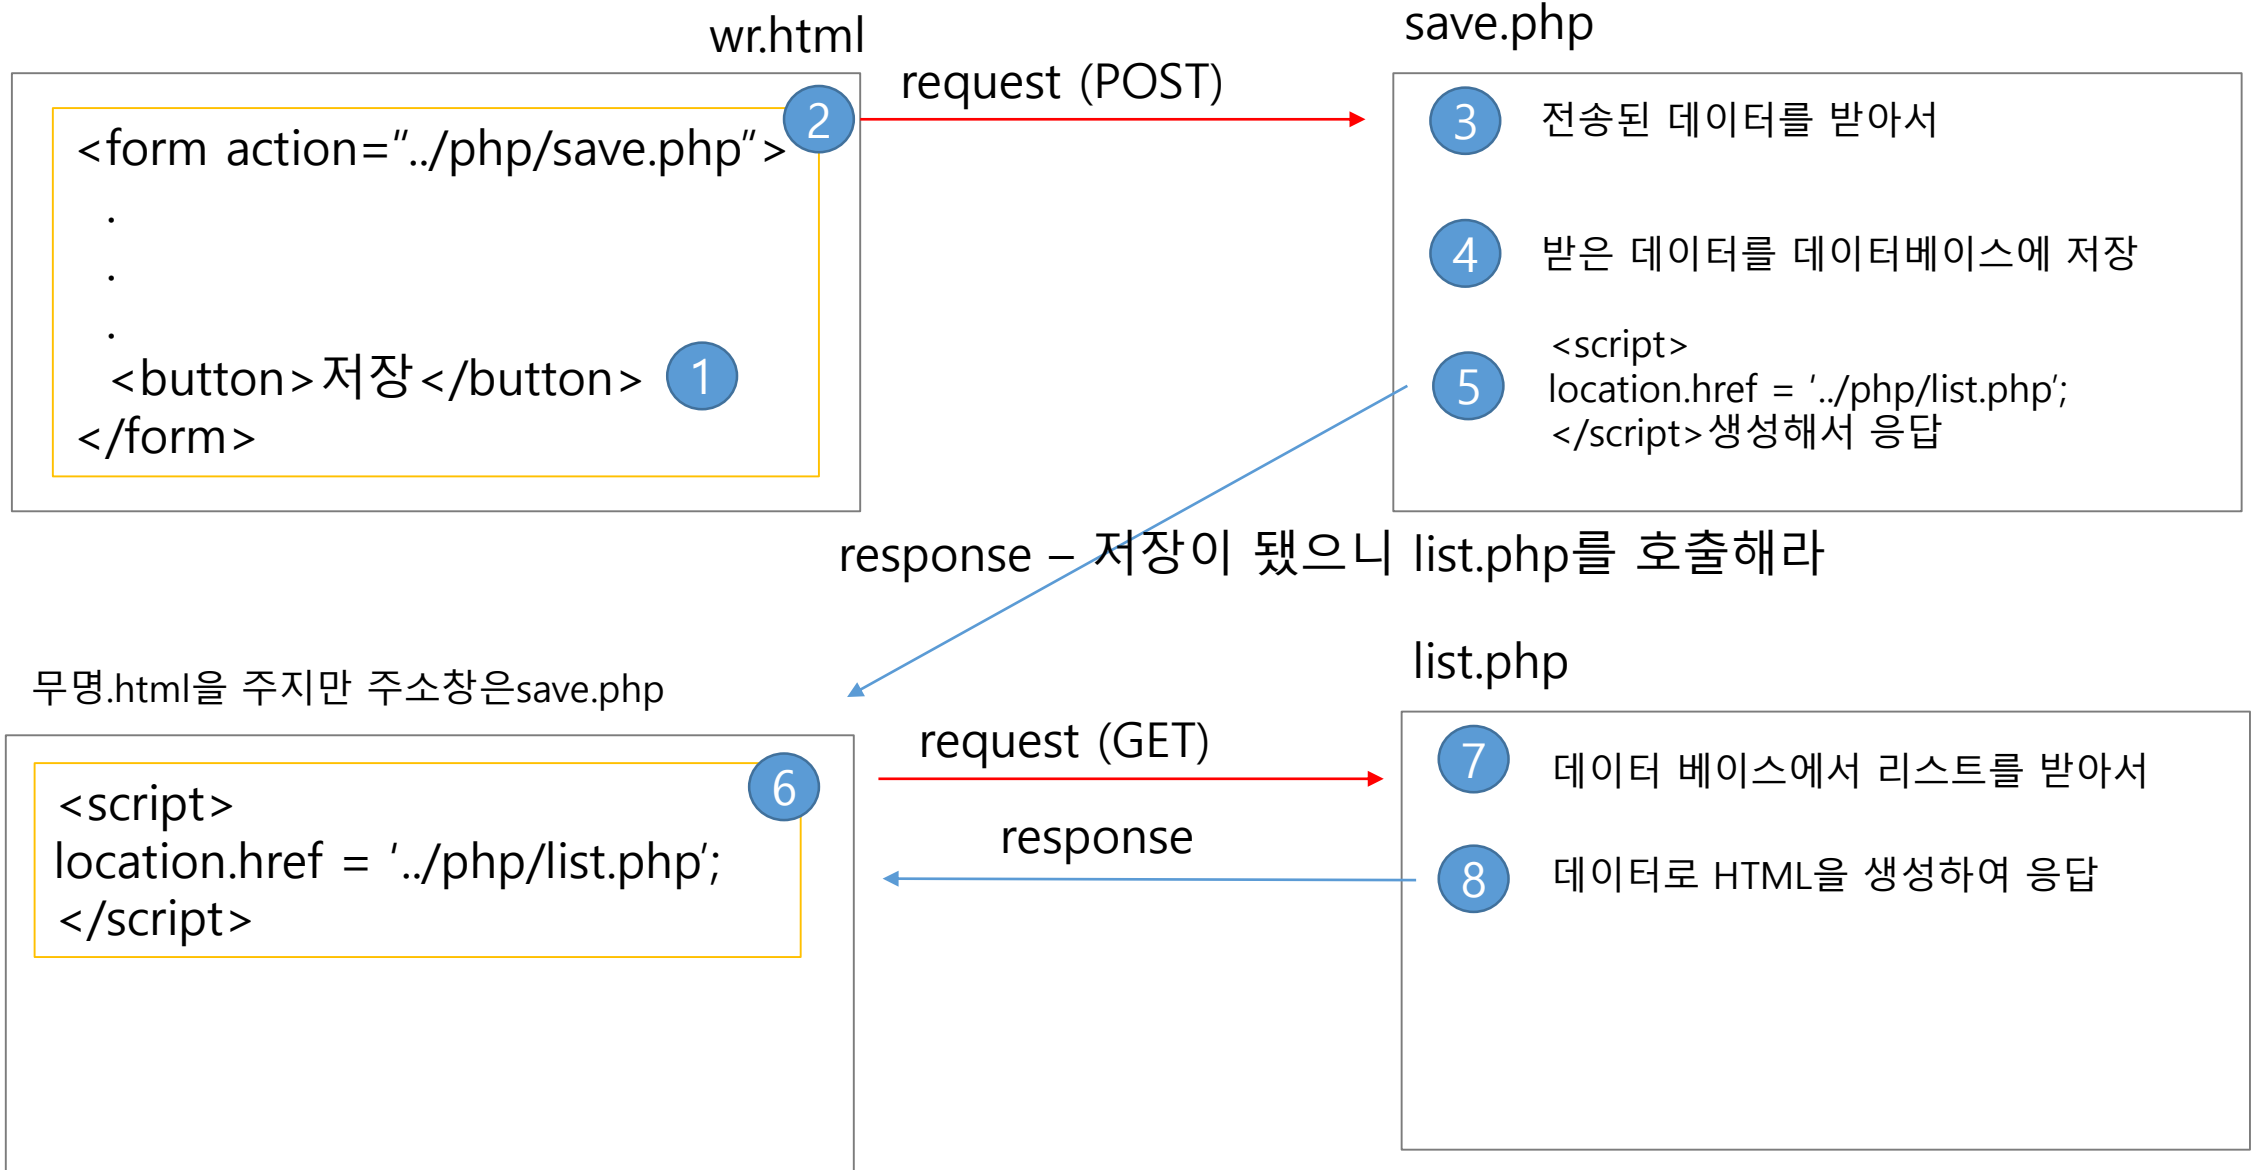 wr.html
<form action="../php/save.php">
.
.
.
<button>저장</button>
</form>
1
2
request (POST)
save.php
3 전송된 데이터를 받아서
4 받은 데이터를 데이터베이스에 저장
5
<script>
location.href = ‘../php/list.php’;
</script>생성해서 응답
response – 저장이 됐으니 list.php를 호출해라
무명.html을 주지만 주소창은save.php
6
<script>
location.href = ‘../php/list.php’;
</script>
request (GET)
response
list.php
7 데이터 베이스에서 리스트를 받아서
8 데이터로 HTML을 생성하여 응답